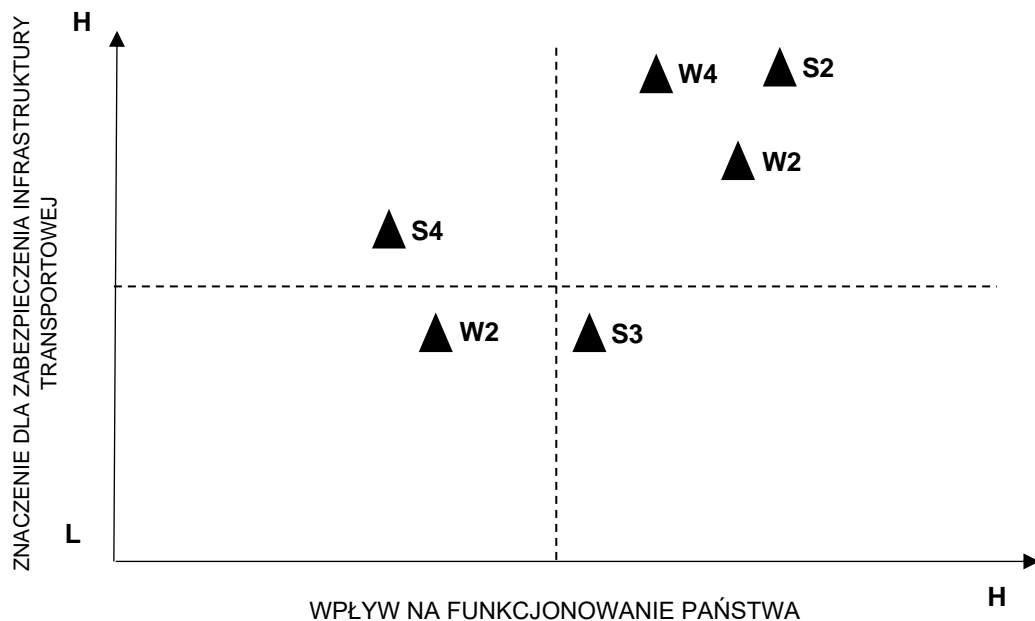 H
W4
S2
W2
S4
W2
S3
L
H
ZNACZENIE DLA ZABEZPIECZENIA INFRASTRUKTURY
TRANSPORTOWEJ
WPŁYW NA FUNKCJONOWANIE PAŃSTWA